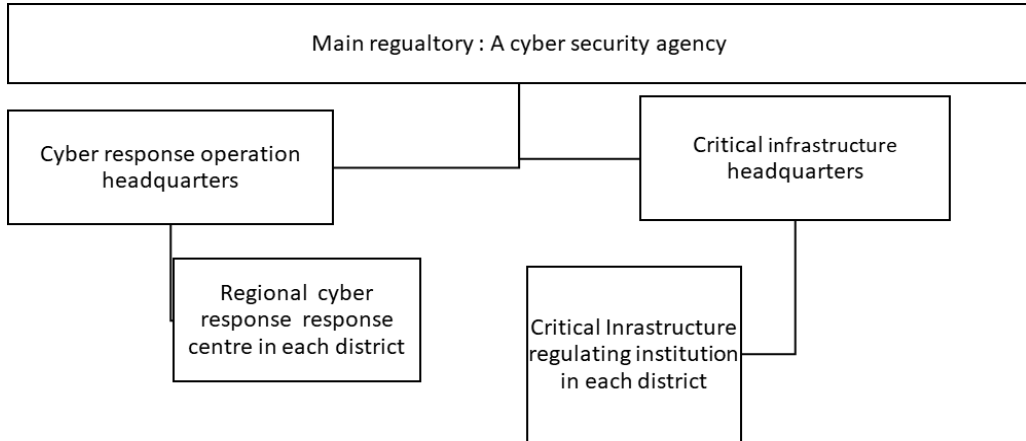 Main regualtory : A cyber security agency
Cyber response operation
headquarters
Critical infrastructure
headquarters
Regional cyber
response response
centre in each district
Critical Inrastructure
regulating institution
in each district